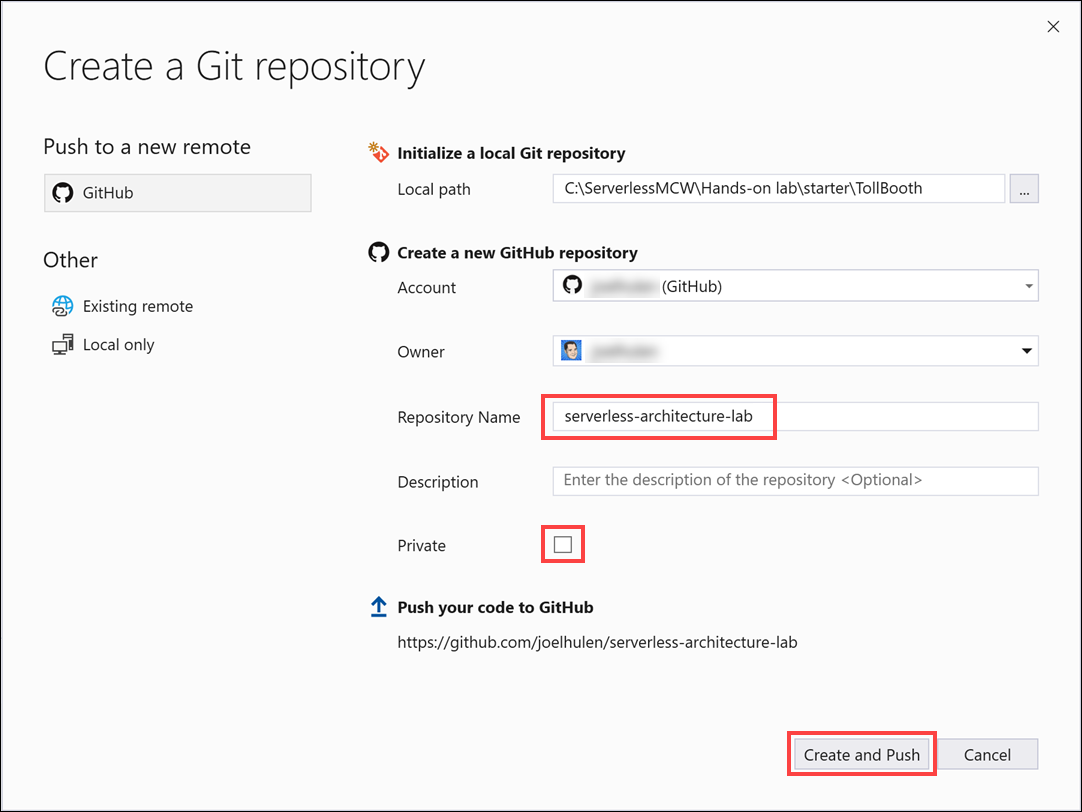 Create a Git repository
Push to a new remote
GitHub
Other
Existing remote
Local only
Initialize a local Git repository
Local path
C:\ServerlessMCW\Hands-on lab\starter\TollBooth
...
Create a new GitHub repository
Account
(GitHub)
Owner
Repository Name
serverless-architecture-lab
Description
Enter the description of the repository <Optional>
Private
Push your code to GitHub
https://github.com/joelhulen/serverless-architecture-lab
Create and Push
Cancel